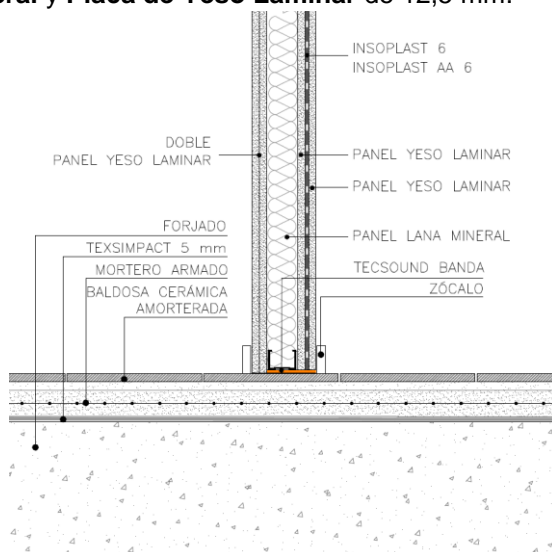 y Placa de Yeso Laminar de 12,5 mm.
INSOPLAST 6
INSOPLAST AA 6
DOBLE
PANEL YESO LAMINAR
PANEL YESO LAMINAR
PANEL YESO LAMINAR
FORJADO
PANEL LANA MINERAL
TEXSIMPACT 5 mm
TECSOUND BANDA
MORTERO ARMADO
ZÓCALO
BALDOSA CERÁMICA
AMORTERADA